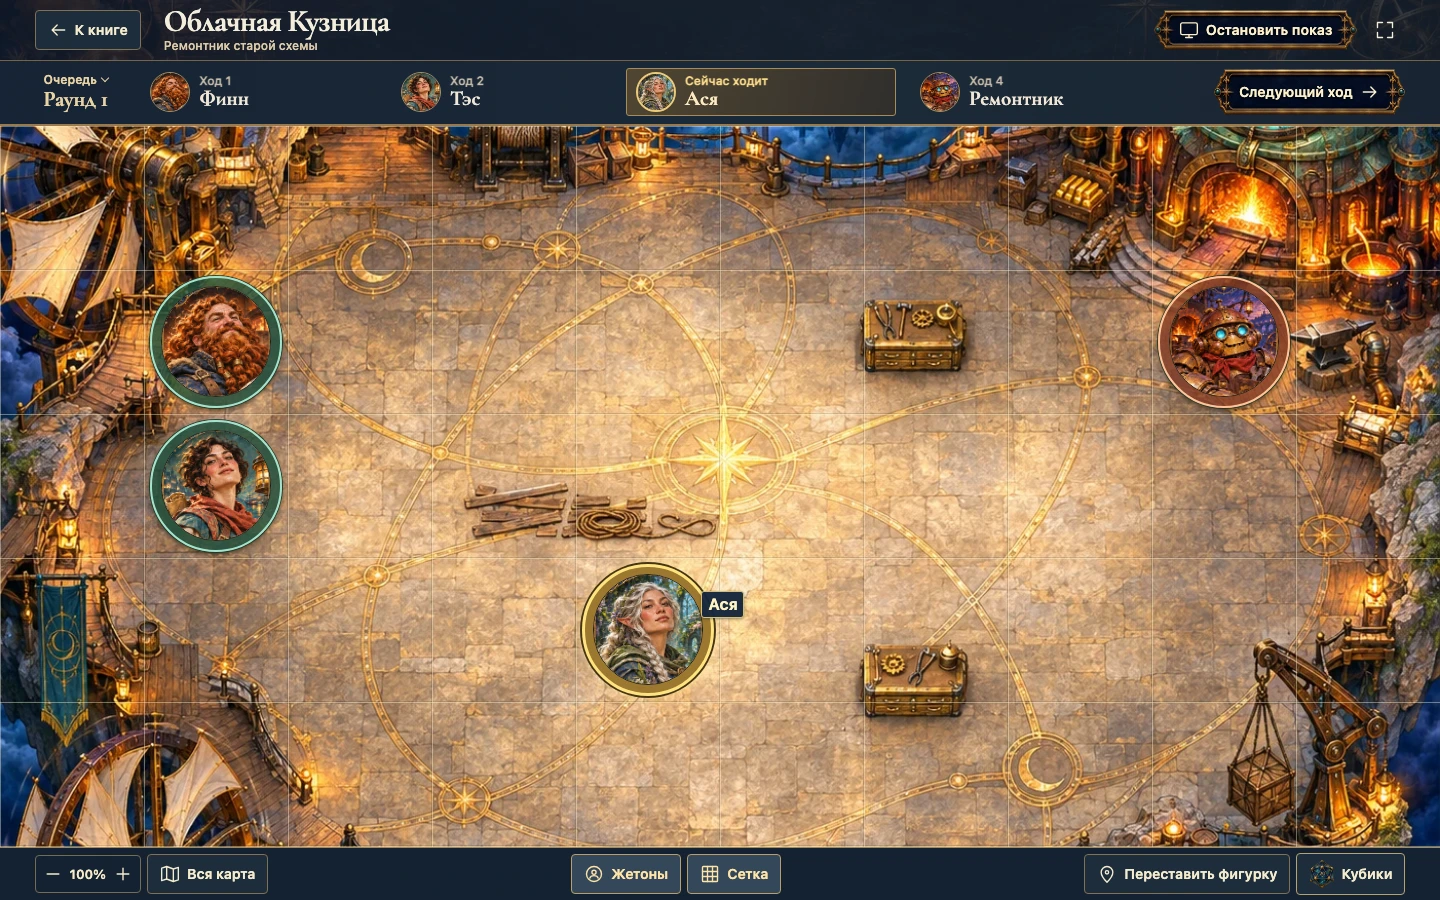 К книге
Облачная Кузница
Ремонтник старой схемы
Остановить показ
Очередь
Раунд 1
Ход 1
Финн
Ход 2
Тэс
Сейчас ходит
Ася
Ход 4
Ремонтник
Следующий ход
Ася
100%
Вся карта
Жетоны
Сетка
Переставить фигурку
Кубики